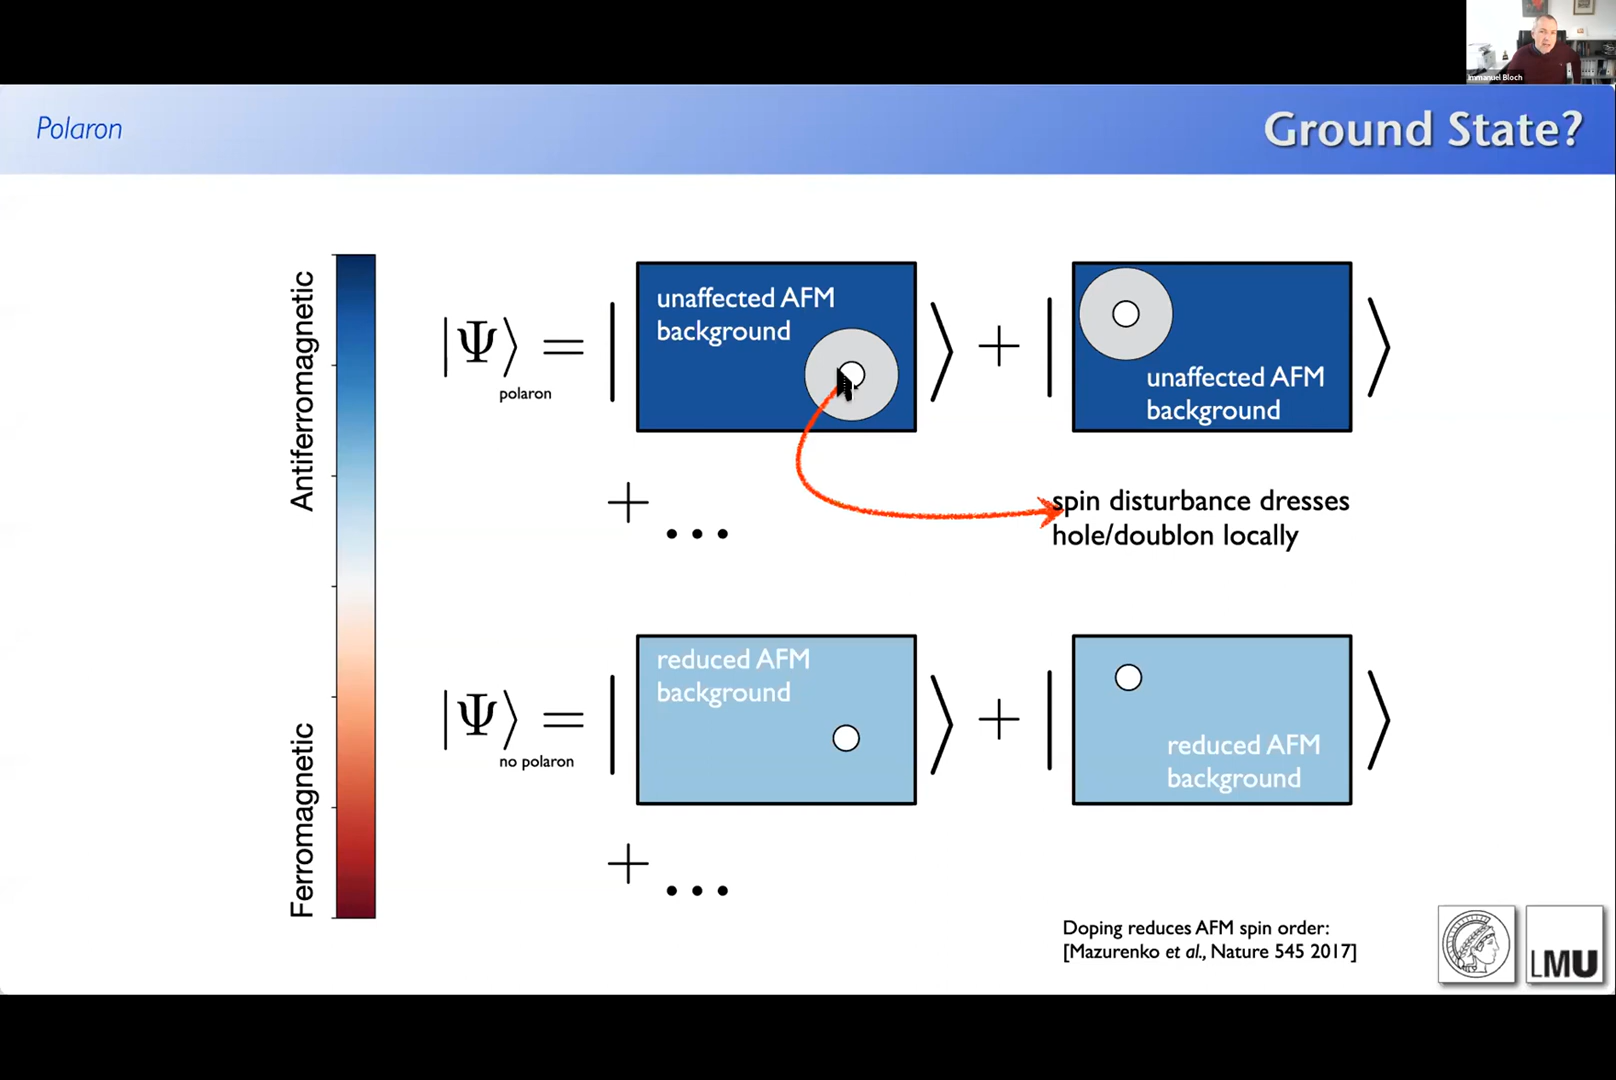 Immanuel Bloch
Polaron
Ground State?
Antiferromagnetic
Ferromagnetic
|Ψ⟩ = | ⟩ + | ⟩
polaron
unaffected AFM
background
unaffected AFM
background
+ ...
spin disturbance dresses
hole/doublon locally
|Ψ⟩ = | ⟩ + | ⟩
no polaron
reduced AFM
background
reduced AFM
background
+ ...
Doping reduces AFM spin order:
[Mazurenko et al., Nature 545 2017]
LMU